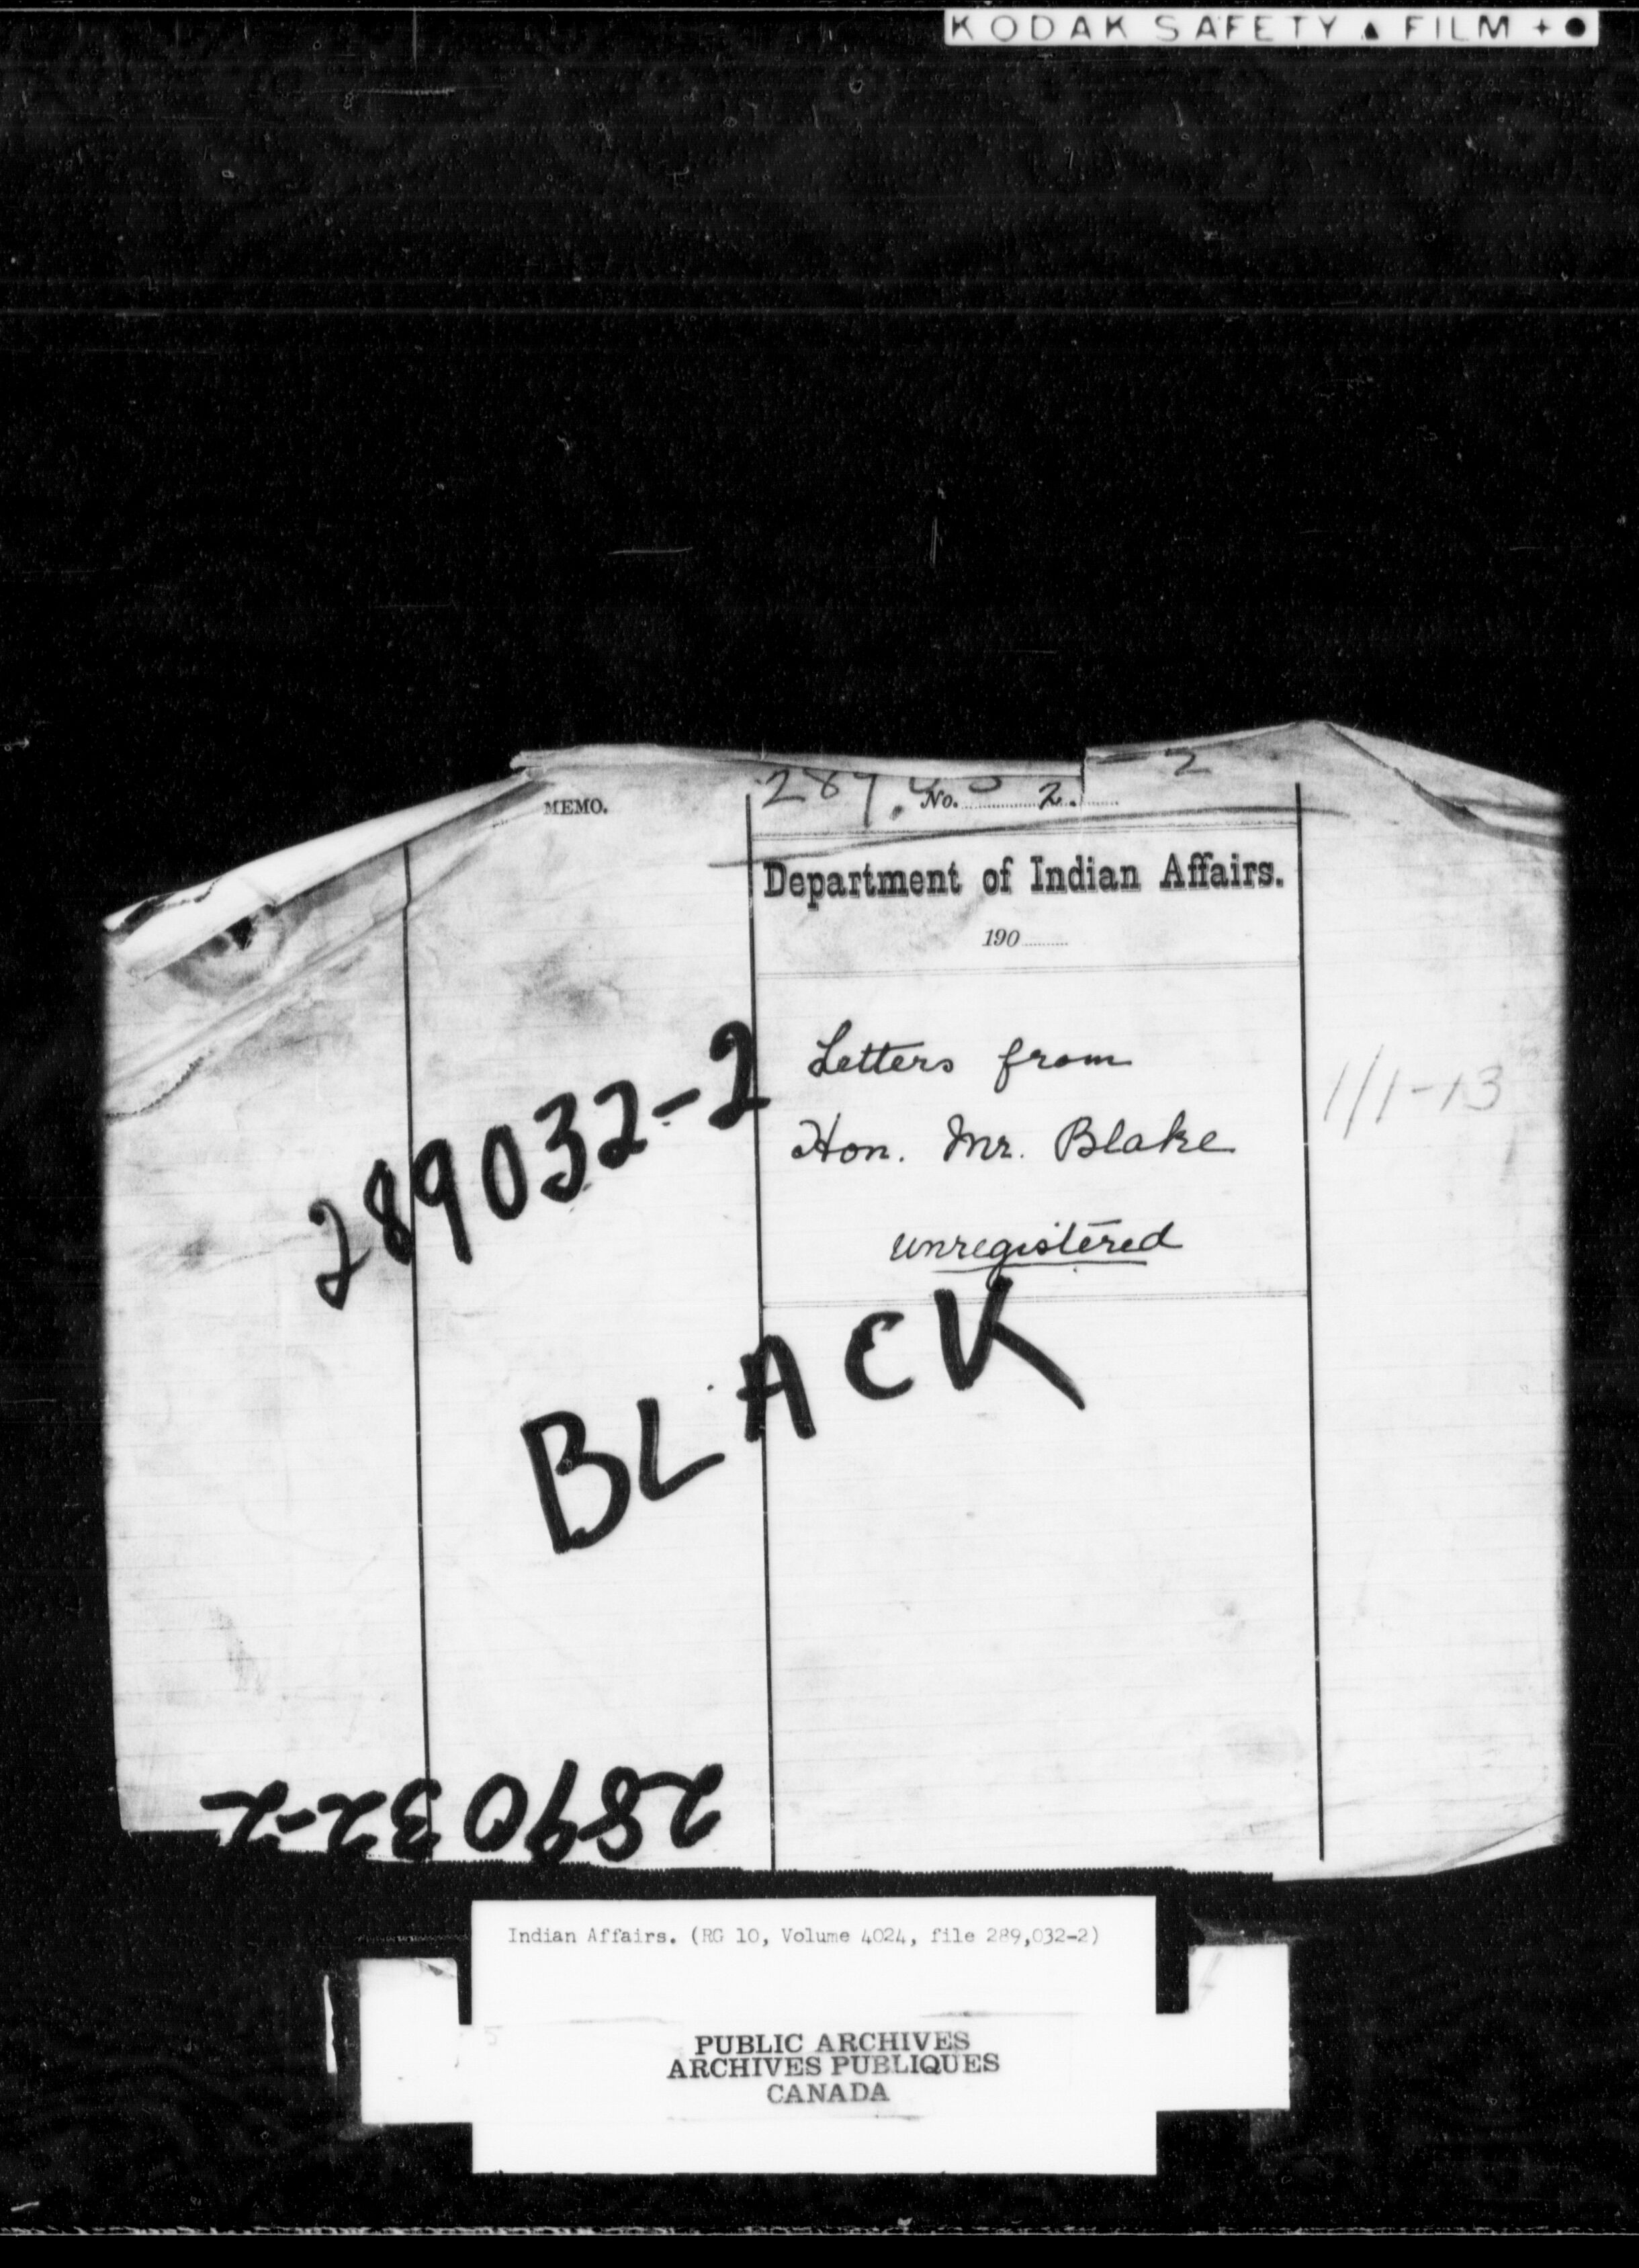 KODAK SAFETY ▲ FILM + ●
-2
MEMO.
No. 2.
Department of Indian Affairs.
190
Letters from
Hon. Mr. Blake
unregistered
1/1-13
289032-2
BLACK
289032-2
Indian Affairs. (RG 10, Volume 4024, file 289,032-2)
PUBLIC ARCHIVES
ARCHIVES PUBLIQUES
CANADA